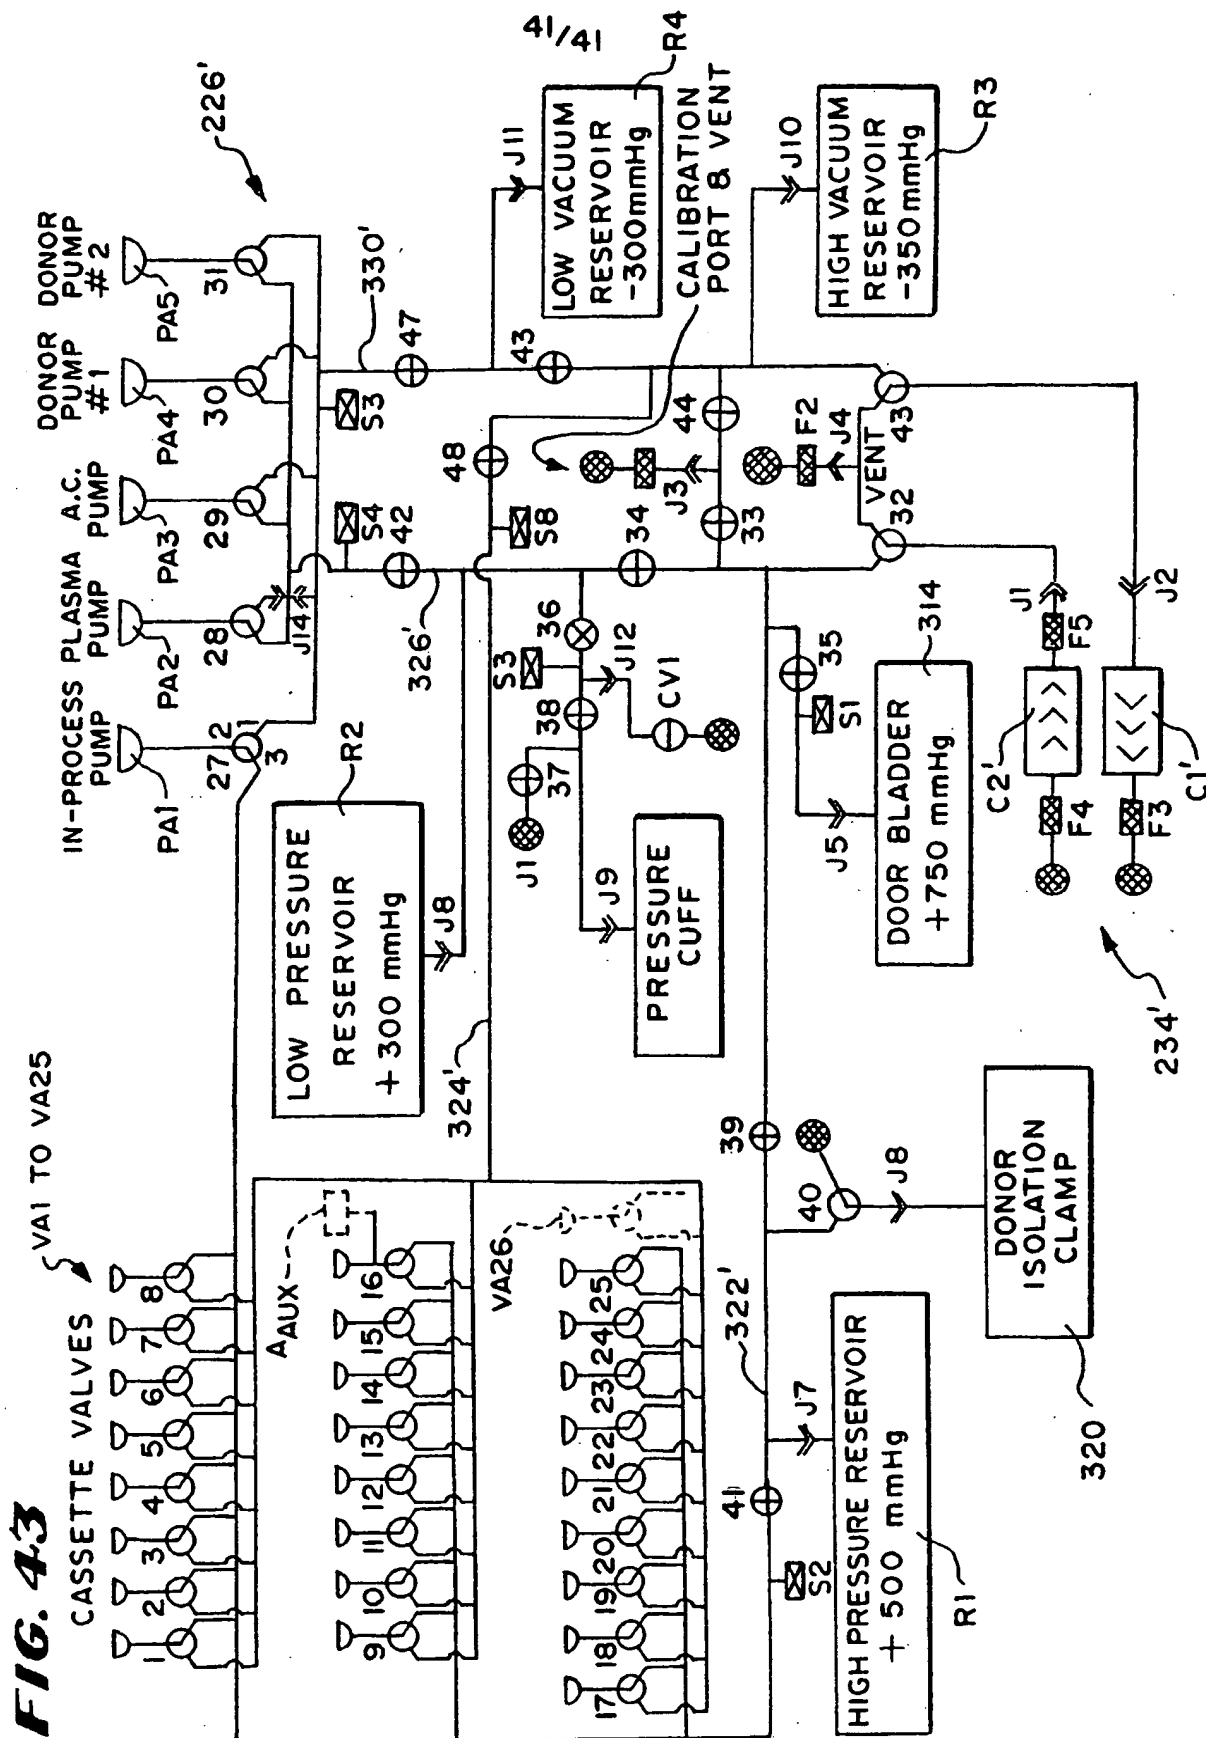 41/41
FIG. 43
CASSETTE VALVES
VA1 TO VA25
1
2
3
4
5
6
7
8
9
10
11
12
13
14
15
16
AAUX
17
18
19
20
21
22
23
24
25
VA26
IN-PROCESS
PUMP
PLASMA
PUMP
A.C.
PUMP
DONOR
PUMP
#1
DONOR
PUMP
#2
226'
PA1
PA2
PA3
PA4
PA5
27
2
1
3
28
29
30
31
J14
S4
S3
330'
42
47
326'
LOW PRESSURE
RESERVOIR
+300 mmHg
R2
J8
324'
48
S8
J11
LOW VACUUM
RESERVOIR
-300mmHg
R4
43
CALIBRATION
PORT & VENT
34
J3
33
44
J10
HIGH VACUUM
RESERVOIR
-350mmHg
R3
36
S3
38
J12
CV1
37
J1
J9
PRESSURE
CUFF
F2
J4
VENT
32
43
35
S1
J5
DOOR BLADDER
+750 mmHg
314
J1
F5
C2'
F4
J2
C1'
F3
234'
39
40
J8
DONOR
ISOLATION
CLAMP
320
322'
41
S2
J7
HIGH PRESSURE RESERVOIR
+ 500 mmHg
R1